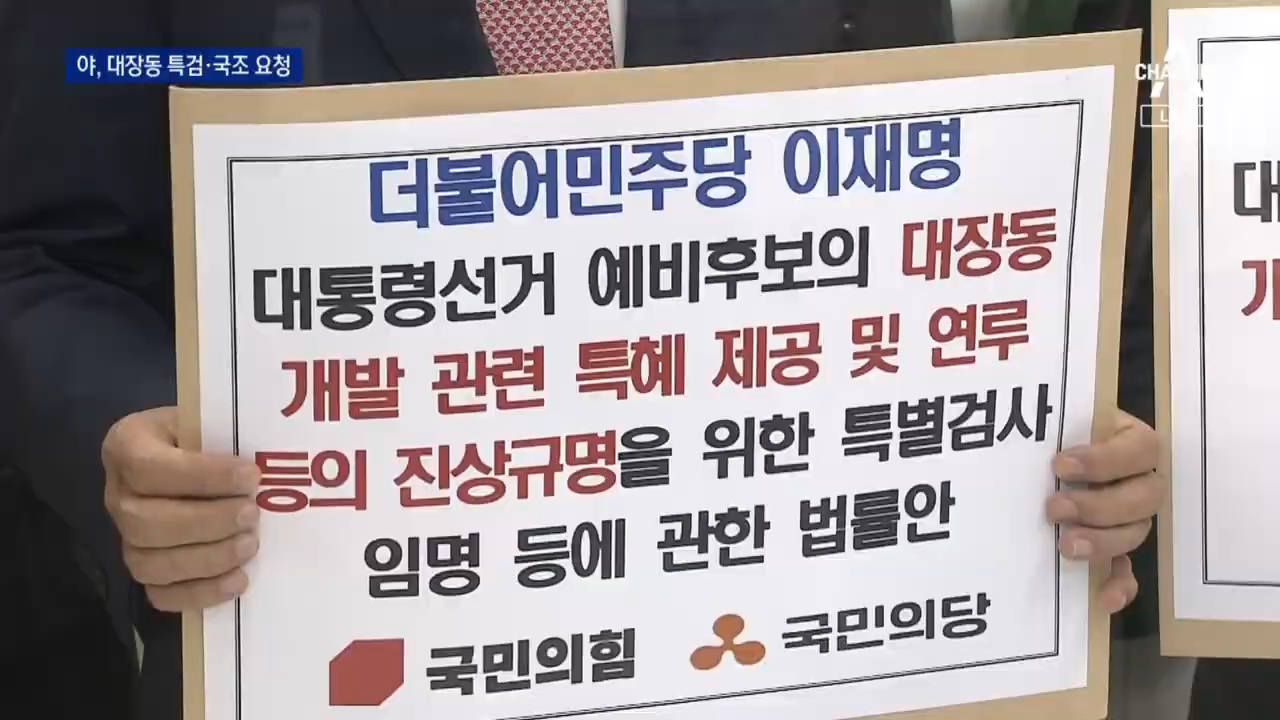 야, 대장동 특검·국조 요청
더불어민주당 이재명
대통령선거 예비후보의 대장동
개발 관련 특혜 제공 및 연루
등의 진상규명을 위한 특별검사
임명 등에 관한 법률안
국민의힘 국민의당